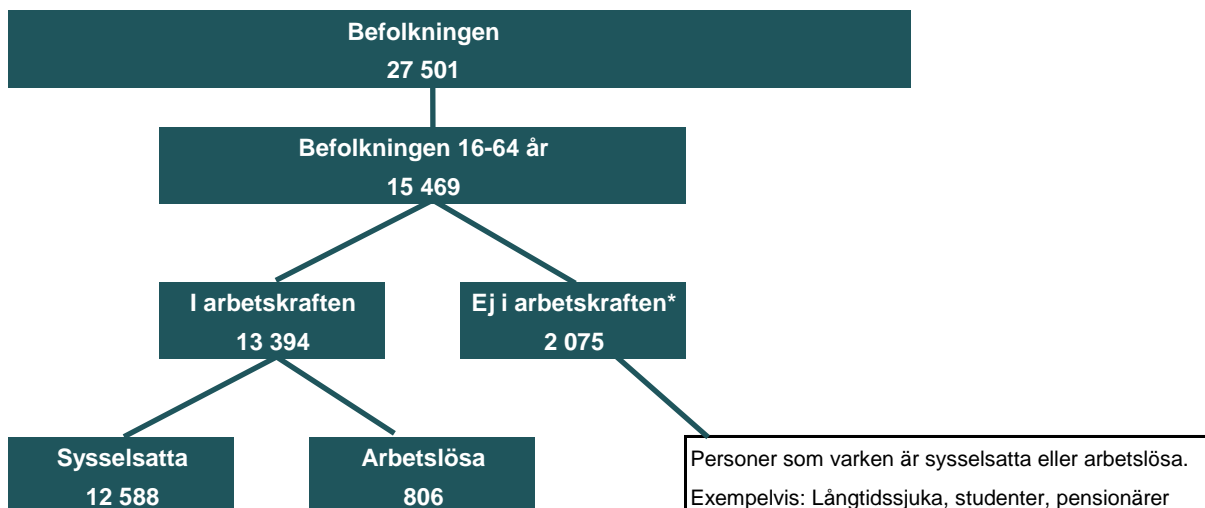 Befolkningen
27 501
Befolkningen 16-64 år
15 469
I arbetskraften
13 394
Ej i arbetskraften*
2 075
Sysselsatta
12 588
Arbetslösa
806
Personer som varken är sysselsatta eller arbetslösa.
Exempelvis: Långtidssjuka, studenter, pensionärer